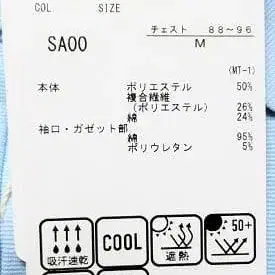 COL SIZE
SA00 チェスト 88~96
M
(MT-1)
本体 ポリエステル 50%
複合繊維
(ポリエステル) 26%
綿 24%
袖口・ガゼット部 綿 95%
ポリウレタン 5%
COOL 50+
吸汗速乾 遮熱